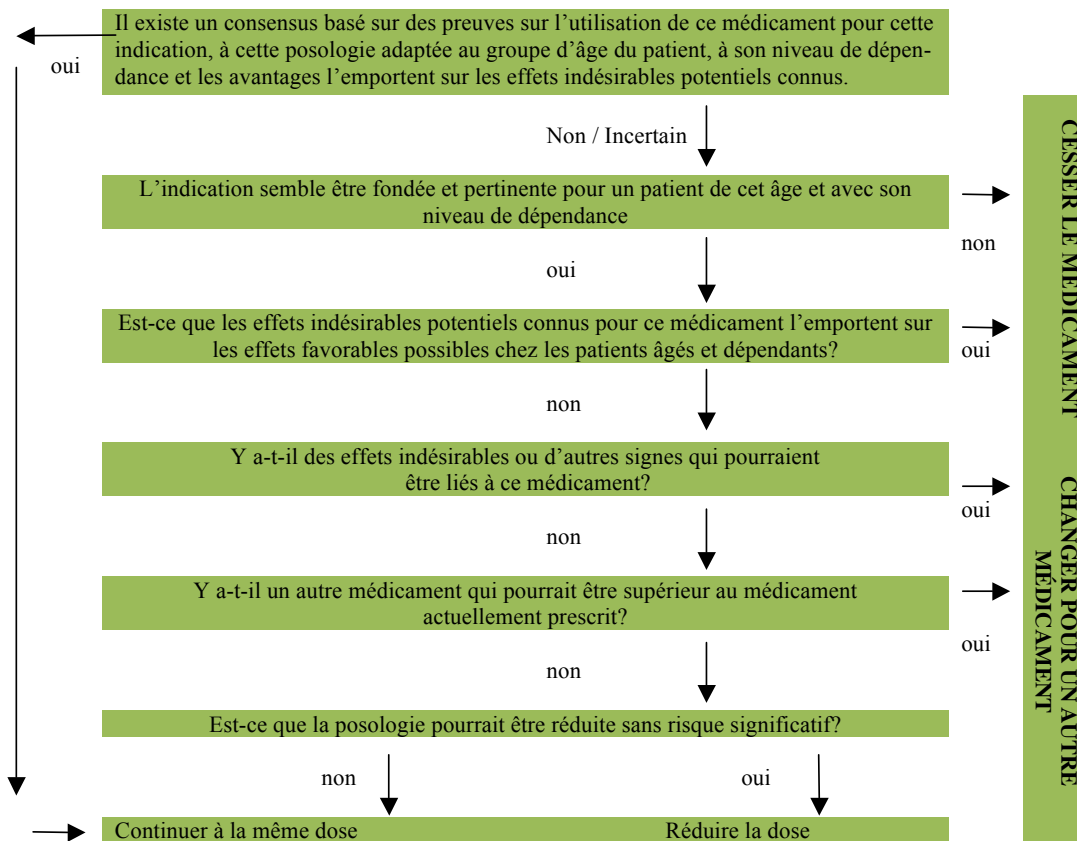 Il existe un consensus basé sur des preuves sur l’utilisation de ce médicament pour cette
indication, à cette posologie adaptée au groupe d’âge du patient, à son niveau de dépen-
dance et les avantages l’emportent sur les effets indésirables potentiels connus.
oui
Non / Incertain
L’indication semble être fondée et pertinente pour un patient de cet âge et avec son
niveau de dépendance
non
oui
Est-ce que les effets indésirables potentiels connus pour ce médicament l’emportent sur
les effets favorables possibles chez les patients âgés et dépendants?
oui
non
Y a-t-il des effets indésirables ou d’autres signes qui pourraient
être liés à ce médicament?
oui
non
Y a-t-il un autre médicament qui pourrait être supérieur au médicament
actuellement prescrit?
oui
non
Est-ce que la posologie pourrait être réduite sans risque significatif?
non
oui
Continuer à la même dose
Réduire la dose
CESSER LE MEDICAMENT
CHANGER POUR UN AUTRE
MÉDICAMENT